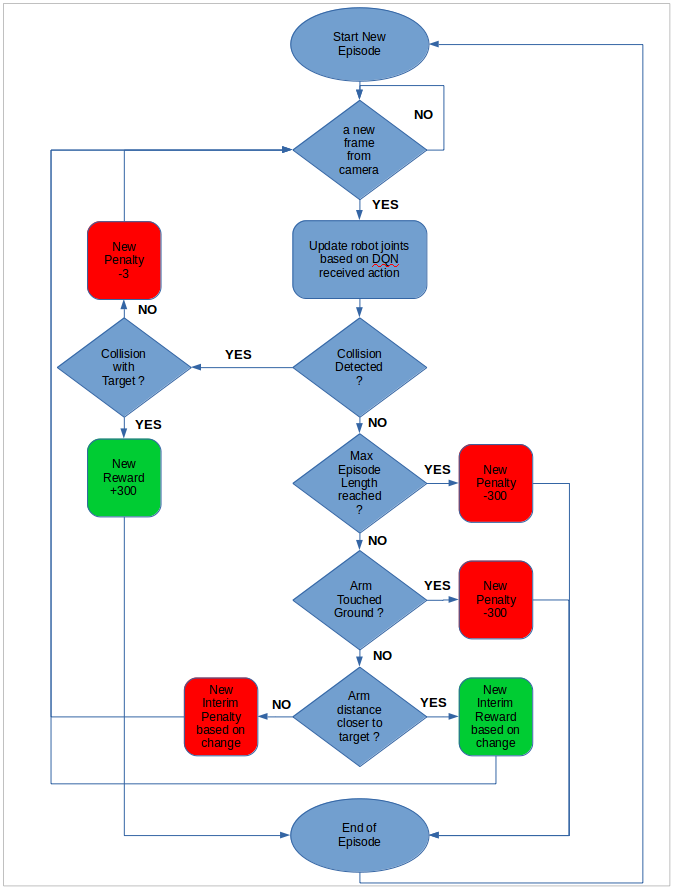 Start New
Episode
NO
a new
frame
from
camera
YES
New
Penalty
-3
Update robot joints
based on DQN
received action
NO
Collision
with
Target ?
YES
Collision
Detected
?
YES
NO
New
Reward
+300
Max
Episode
Length
reached
?
YES
New
Penalty
-300
NO
Arm
Touched
Ground ?
YES
New
Penalty
-300
NO
New
Interim
Penalty
based on
change
NO
Arm
distance
closer to
target ?
YES
New
Interim
Reward
based on
change
End of
Episode